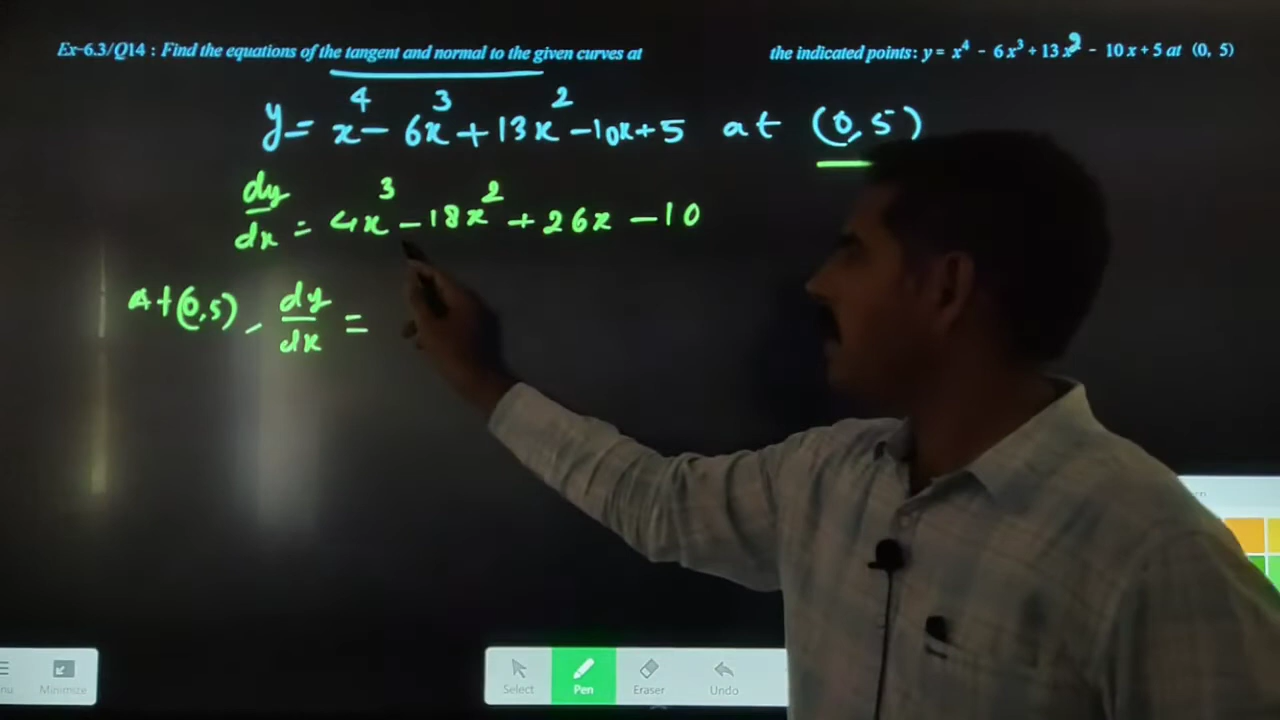 Ex-6.3/Q14 : Find the equations of the tangent and normal to the given curves at the indicated points: y = x⁴ - 6x³ + 13x² - 10x + 5 at (0, 5)
y = x⁴ - 6x³ + 13x² - 10x + 5 at (0, 5)
dy/dx = 4x³ - 18x² + 26x - 10
At (0, 5), dy/dx =
Minimize
Select
Pen
Eraser
Undo